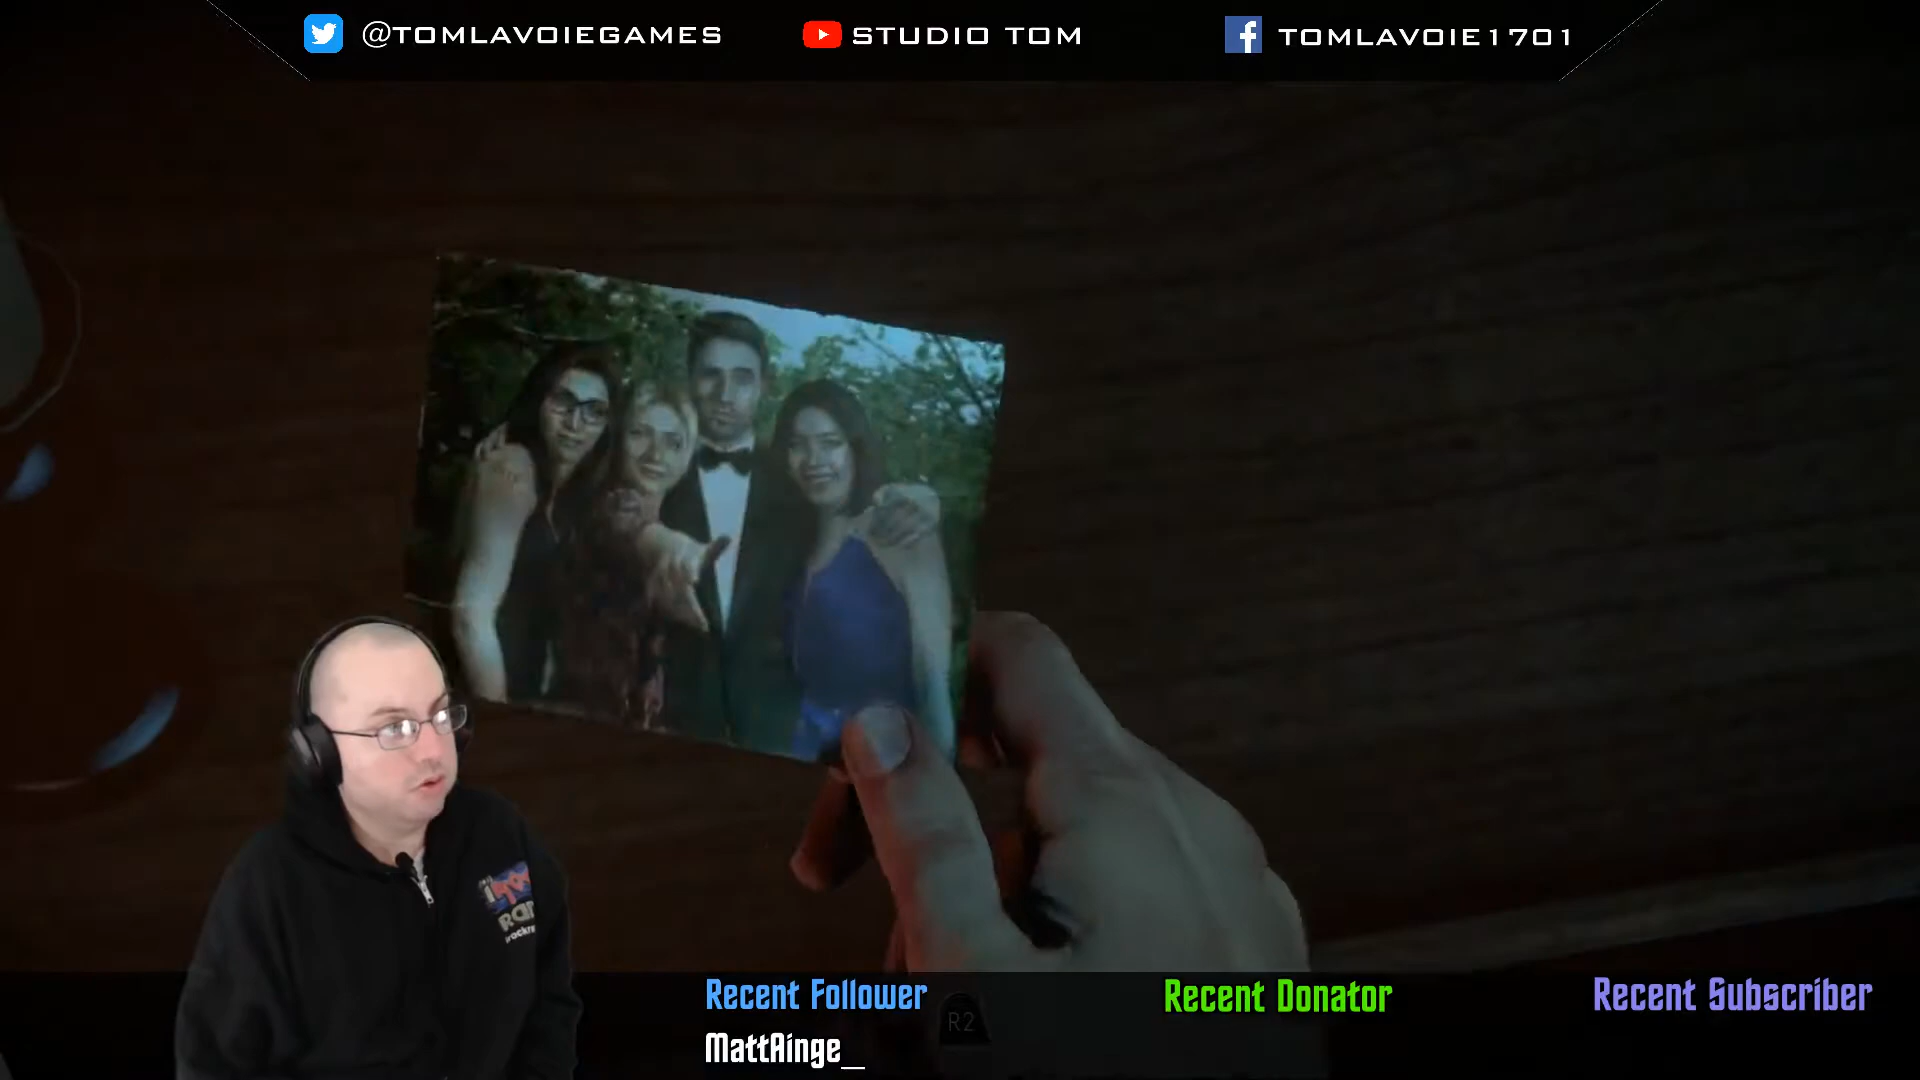 @TOMLAVOIEGAMES
STUDIO TOM
TOMLAVOIE1701
Recent Follower
Recent Donator
Recent Subscriber
R2
MattAinge_